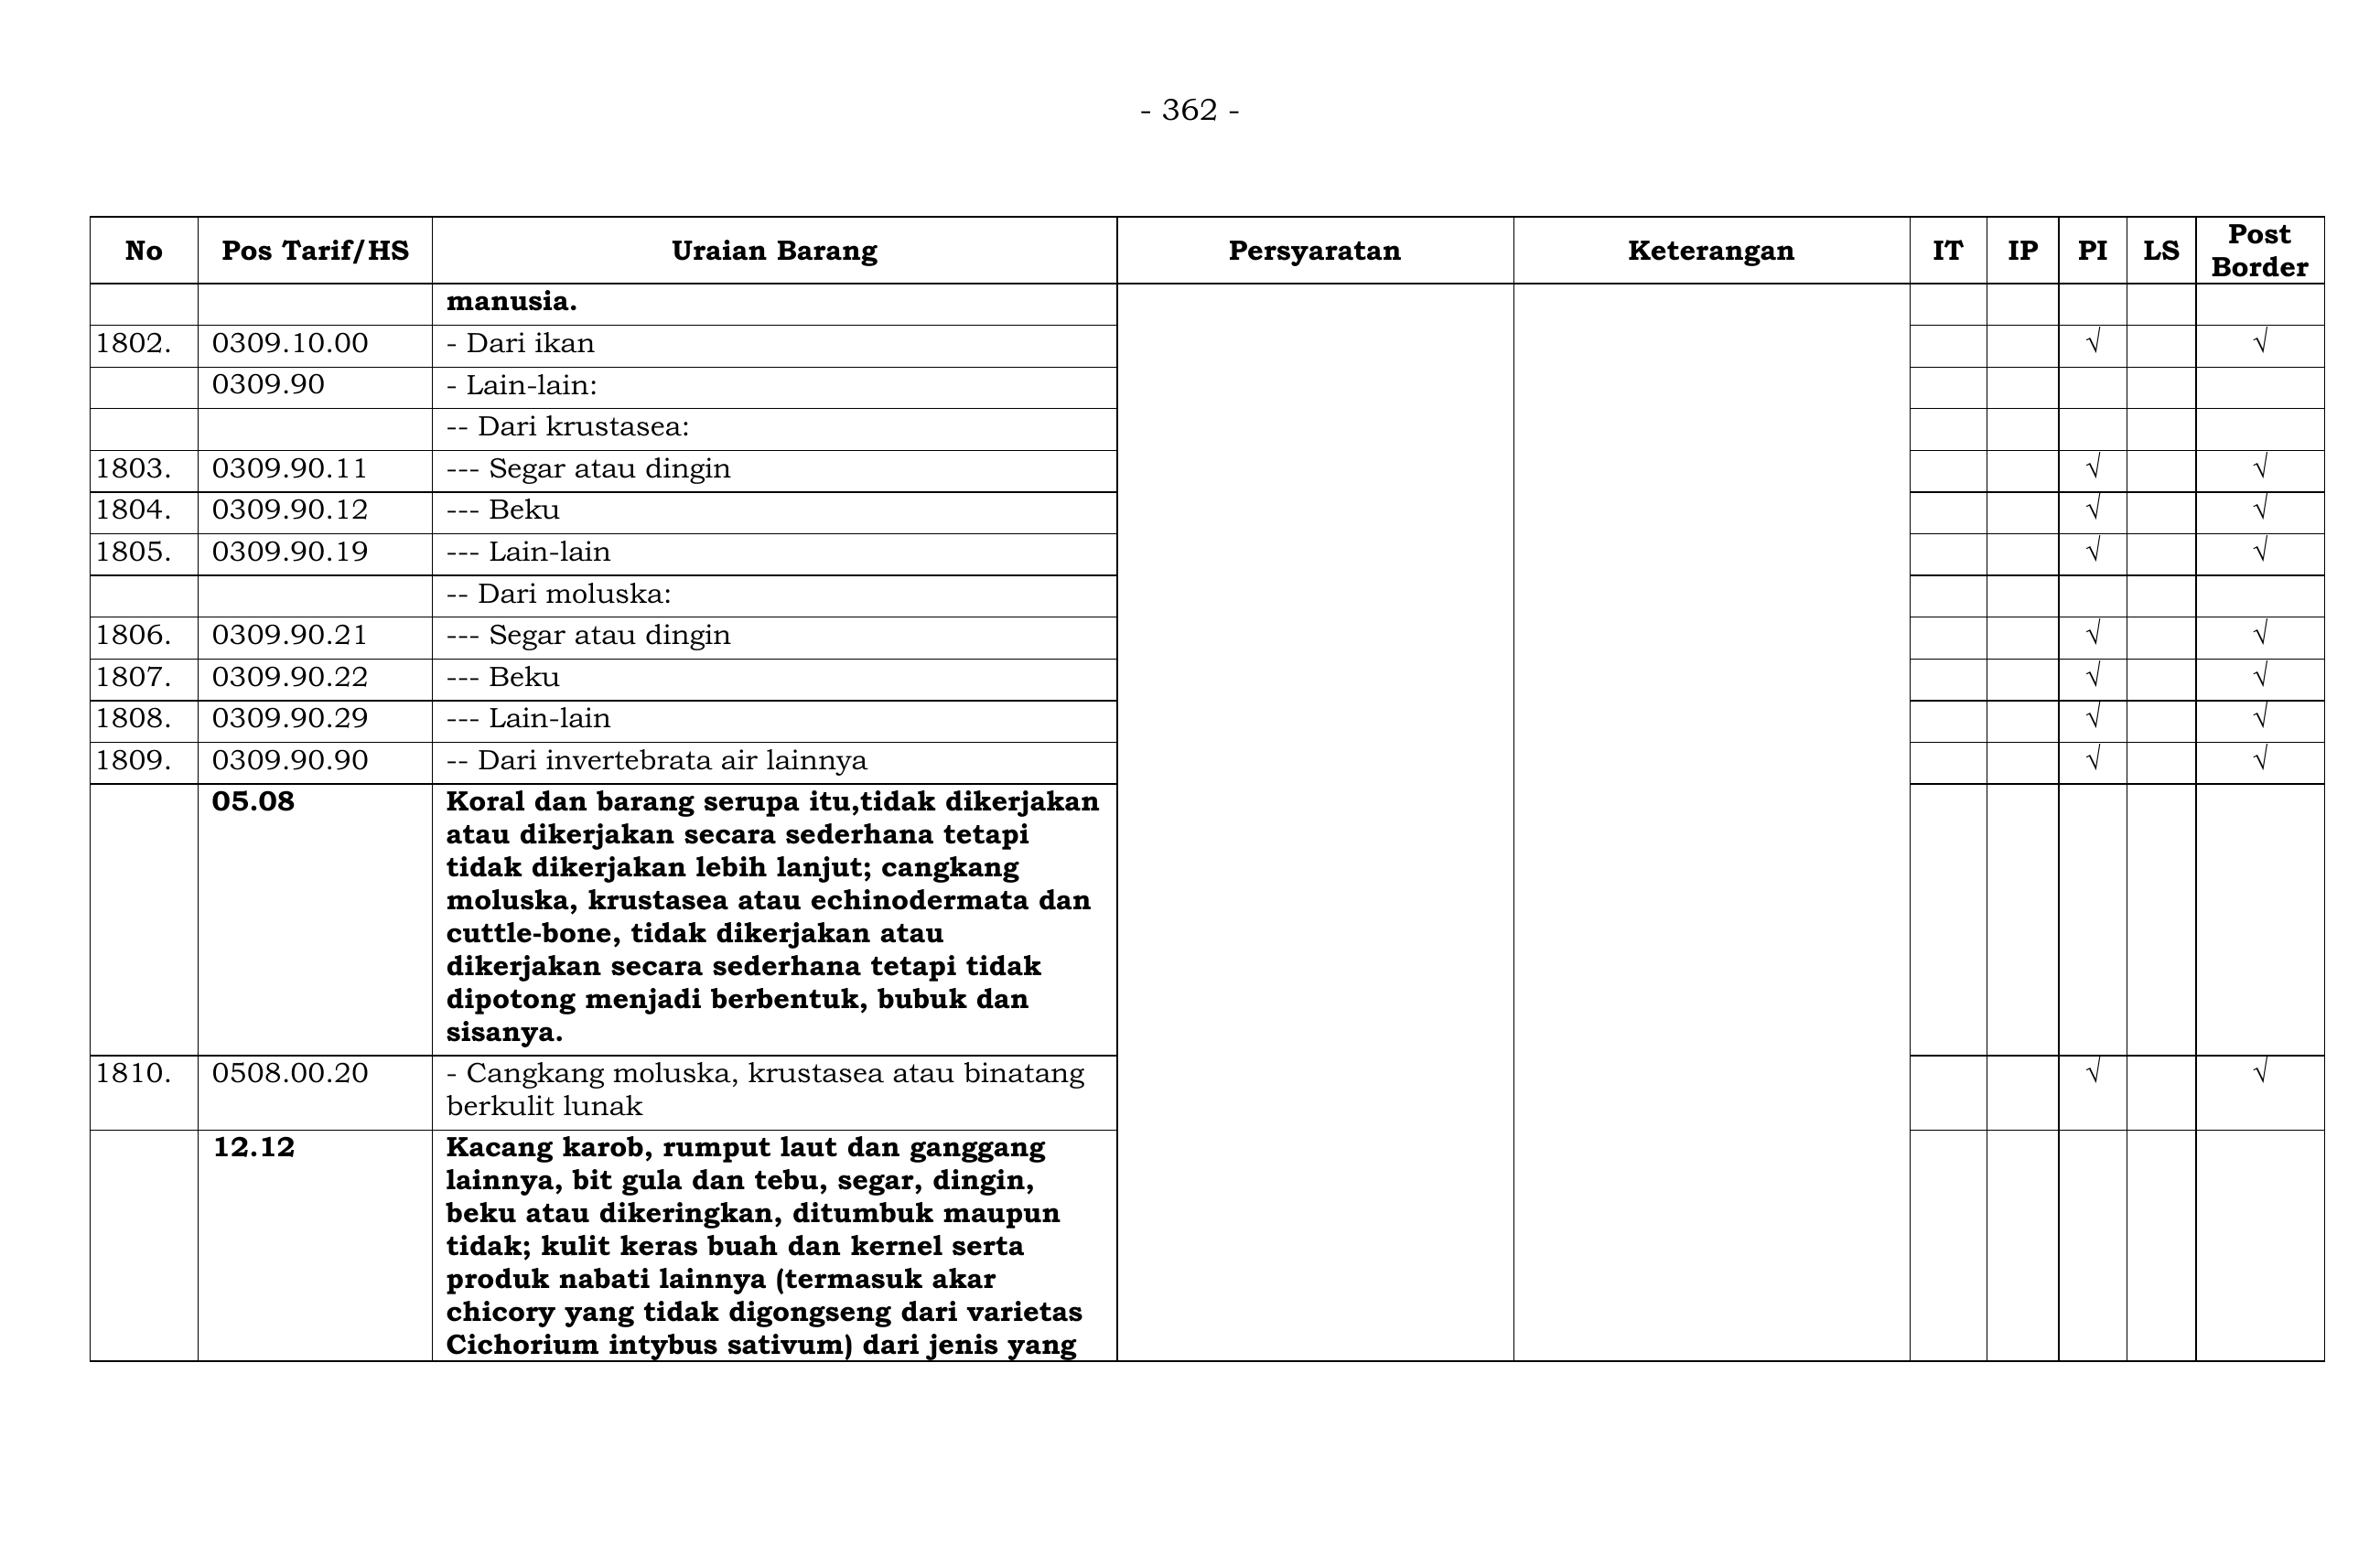 - 362 -
No Pos Tarif/HS Uraian Barang Persyaratan Keterangan IT IP PI LS Post Border
manusia.
1802. 0309.10.00 - Dari ikan √ √
0309.90 - Lain-lain:
-- Dari krustasea:
1803. 0309.90.11 --- Segar atau dingin √ √
1804. 0309.90.12 --- Beku √ √
1805. 0309.90.19 --- Lain-lain √ √
-- Dari moluska:
1806. 0309.90.21 --- Segar atau dingin √ √
1807. 0309.90.22 --- Beku √ √
1808. 0309.90.29 --- Lain-lain √ √
1809. 0309.90.90 -- Dari invertebrata air lainnya √ √
05.08 Koral dan barang serupa itu,tidak dikerjakan
atau dikerjakan secara sederhana tetapi
tidak dikerjakan lebih lanjut; cangkang
moluska, krustasea atau echinodermata dan
cuttle-bone, tidak dikerjakan atau
dikerjakan secara sederhana tetapi tidak
dipotong menjadi berbentuk, bubuk dan
sisanya.
1810. 0508.00.20 - Cangkang moluska, krustasea atau binatang √ √
berkulit lunak
12.12 Kacang karob, rumput laut dan ganggang
lainnya, bit gula dan tebu, segar, dingin,
beku atau dikeringkan, ditumbuk maupun
tidak; kulit keras buah dan kernel serta
produk nabati lainnya (termasuk akar
chicory yang tidak digongseng dari varietas
Cichorium intybus sativum) dari jenis yang